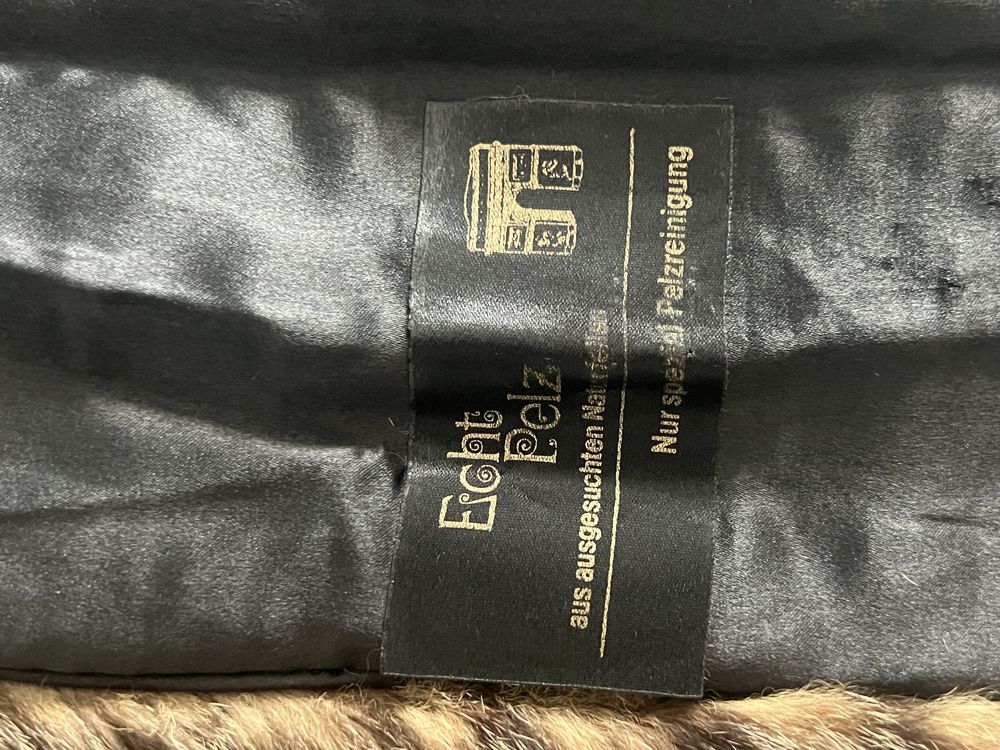 Echt
Pelz
aus ausgesuchten Naturfellen
Nur spezial Pelzreinigung